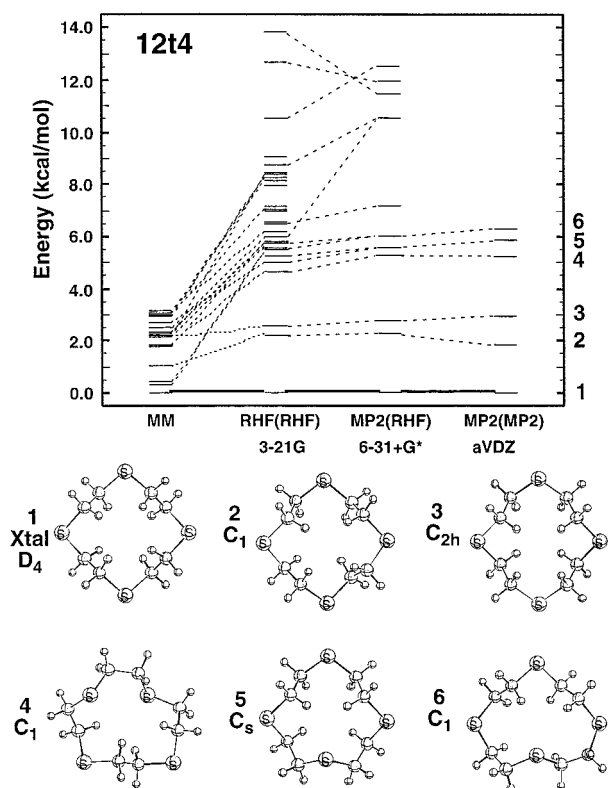 12t4
Energy (kcal/mol)
14.0
12.0
10.0
8.0
6.0
4.0
2.0
0.0
6
5
4
3
2
1
MM
RHF(RHF)
MP2(RHF)
MP2(MP2)
3-21G
6-31+G*
aVDZ
1
Xtal
D4
S
S
S
S
2
C1
S
S
S
S
3
C2h
S
S
S
S
4
C1
S
S
S
S
5
Cs
S
S
S
S
6
C1
S
S
S
S